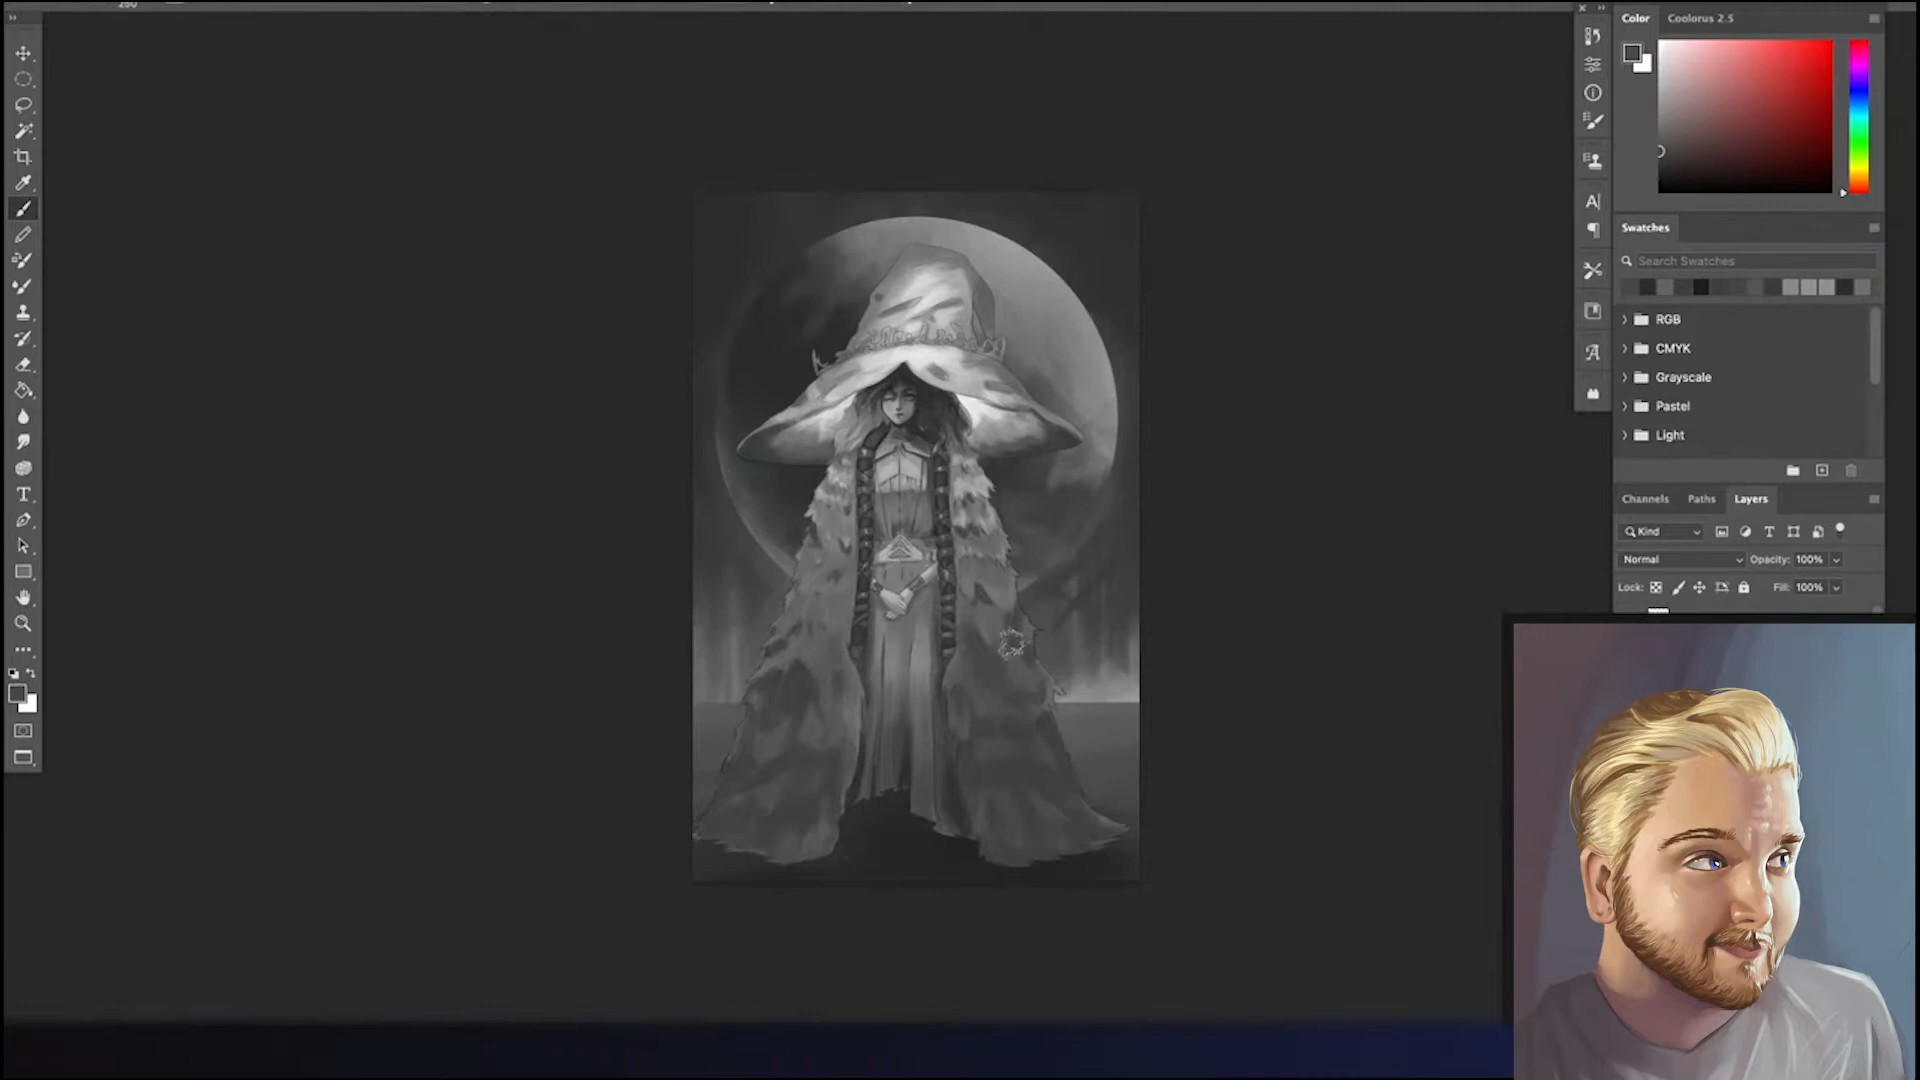 250
Color Coolorus 2.5
Swatches
Search Swatches
RGB
CMYK
Grayscale
Pastel
Light
Channels Paths Layers
Kind
Normal Opacity: 100%
Lock: Fill: 100%